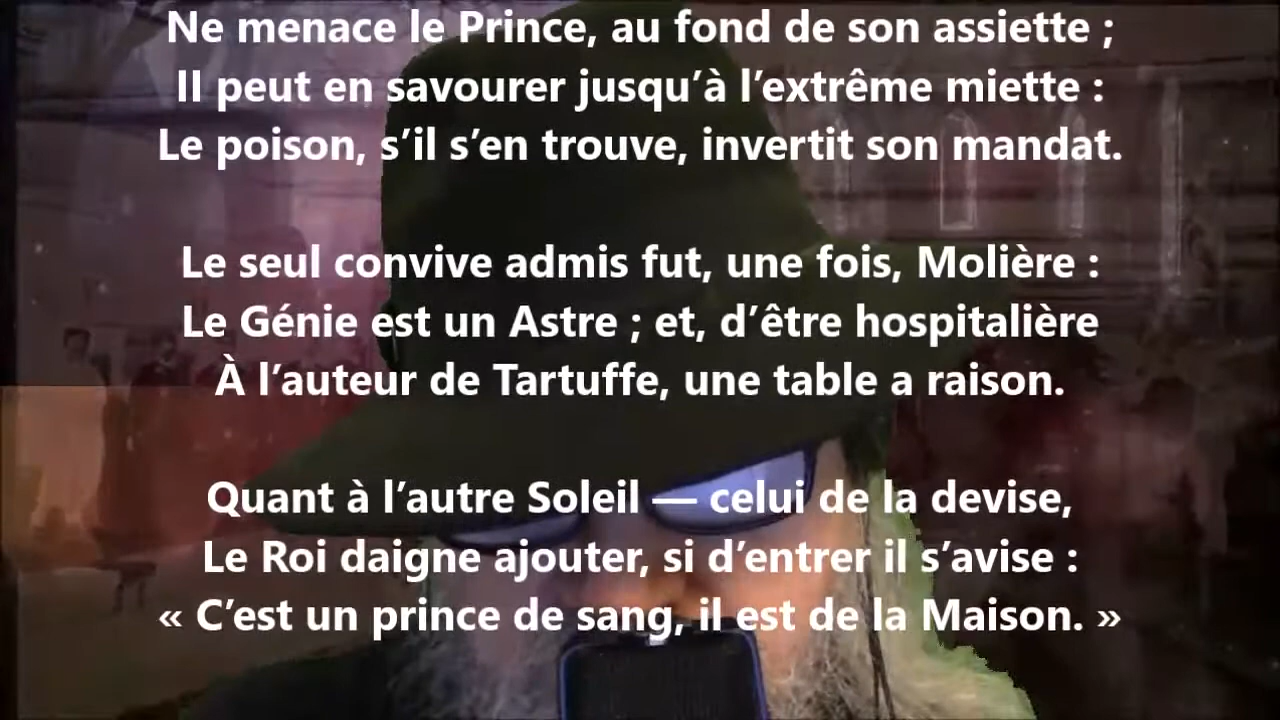 Ne menace le Prince, au fond de son assiette ;
Il peut en savourer jusqu’à l’extrême miette :
Le poison, s’il s’en trouve, invertit son mandat.
Le seul convive admis fut, une fois, Molière :
Le Génie est un Astre ; et, d’être hospitalière
À l’auteur de Tartuffe, une table a raison.
Quant à l’autre Soleil — celui de la devise,
Le Roi daigne ajouter, si d’entrer il s’avise :
« C’est un prince de sang, il est de la Maison. »